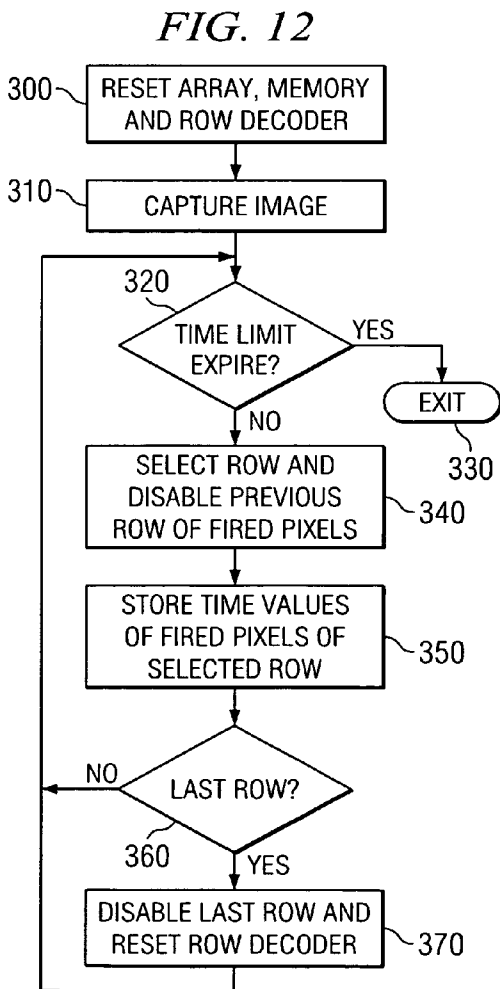 FIG. 12
300
RESET ARRAY, MEMORY
AND ROW DECODER
310
CAPTURE IMAGE
320
TIME LIMIT
EXPIRE?
YES
EXIT
330
NO
SELECT ROW AND
DISABLE PREVIOUS
ROW OF FIRED PIXELS
340
STORE TIME VALUES
OF FIRED PIXELS OF
SELECTED ROW
350
NO
LAST ROW?
360
YES
DISABLE LAST ROW AND
RESET ROW DECODER
370